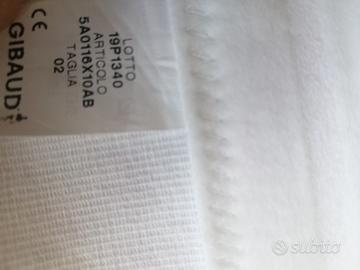 LOTTO
19P1340
ARTICOLO
5A0116X10AB
TAGLIA
02
CE
GIBAUD
subito